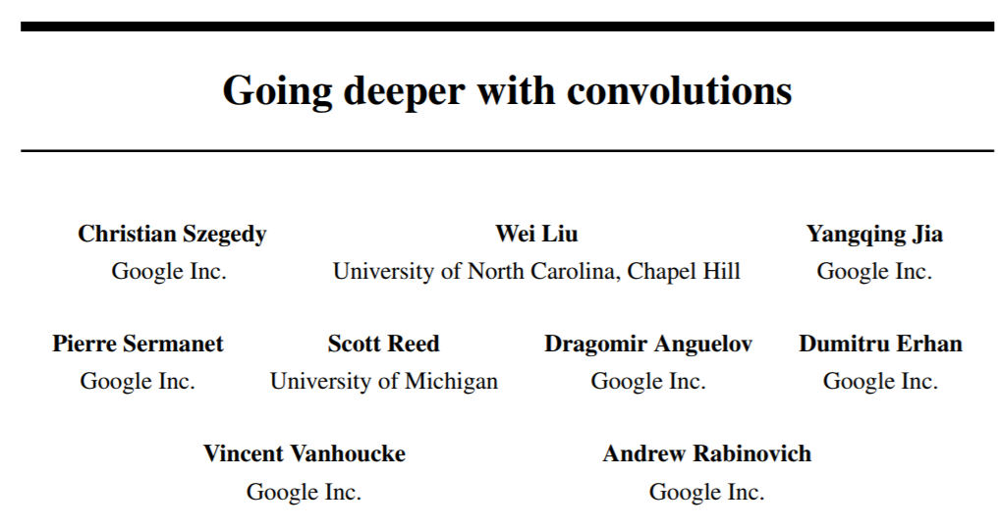 Going deeper with convolutions
Christian Szegedy Wei Liu Yangqing Jia
Google Inc. University of North Carolina, Chapel Hill Google Inc.
Pierre Sermanet Scott Reed Dragomir Anguelov Dumitru Erhan
Google Inc. University of Michigan Google Inc. Google Inc.
Vincent Vanhoucke Andrew Rabinovich
Google Inc. Google Inc.